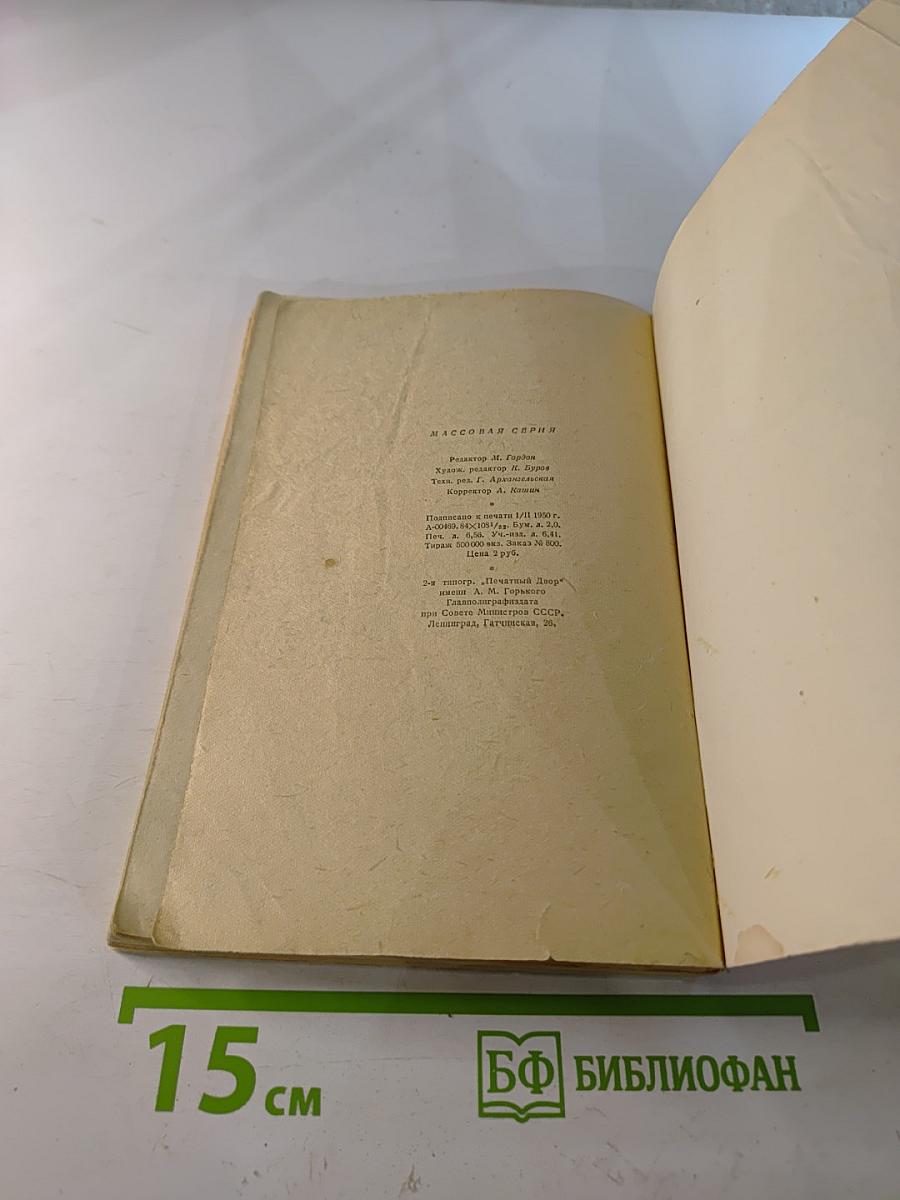 МАССОВАЯ СЕРИЯ
Редактор М. Гордон
Худож. редактор К. Буров
Техн. ред. Г. Архангельская
Корректор А. Кашин
*
Подписано к печати 1/II 1950 г.
А-00469. 84×108 1/32. Бум. л. 2,0.
Печ. л. 6,56. Уч.-изд. л. 6,41.
Тираж 500 000 экз. Заказ № 800.
Цена 2 руб.
*
2-я типогр. „Печатный Двор“
имени А. М. Горького
Главполиграфиздата
при Совете Министров СССР.
Ленинград, Гатчинская, 26.
15 см
БФ БИБЛИОФАН